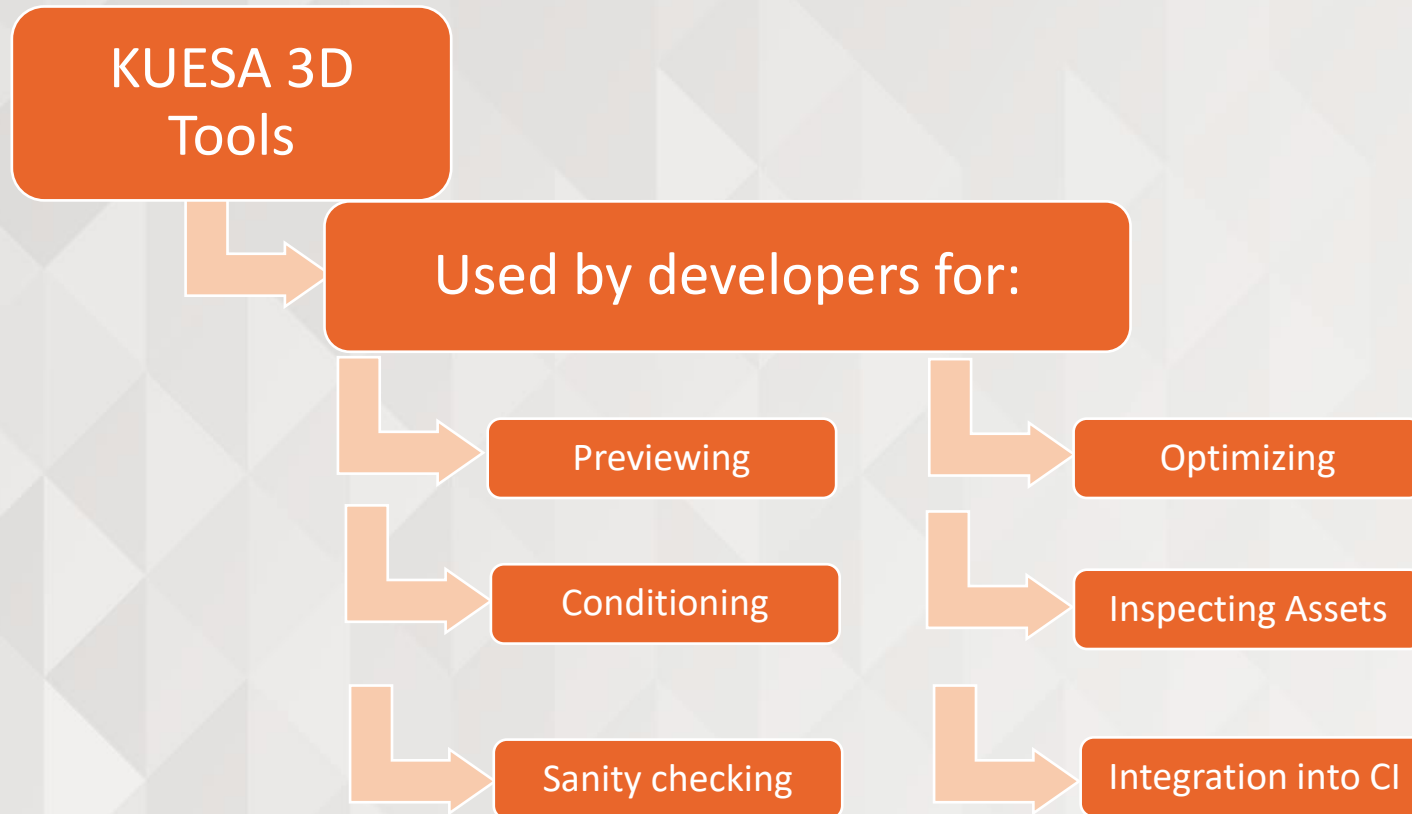 KUESA 3D
Tools
Used by developers for:
Previewing
Optimizing
Conditioning
Inspecting Assets
Sanity checking
Integration into CI